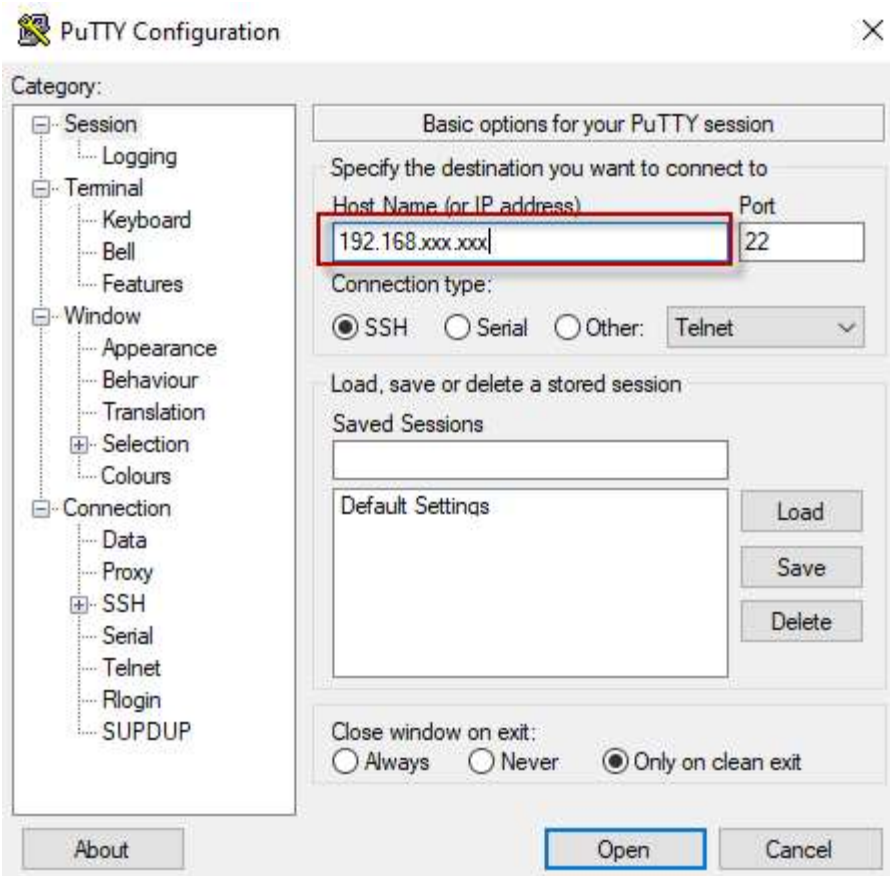 PuTTY Configuration
Category:
Session
Logging
Terminal
Keyboard
Bell
Features
Window
Appearance
Behaviour
Translation
Selection
Colours
Connection
Data
Proxy
SSH
Serial
Telnet
Rlogin
SUPDUP
Basic options for your PuTTY session
Specify the destination you want to connect to
Host Name (or IP address) Port
192.168.xxx.xxx 22
Connection type:
SSH Serial Other: Telnet
Load, save or delete a stored session
Saved Sessions
Default Settings
Load
Save
Delete
Close window on exit:
Always Never Only on clean exit
About Open Cancel